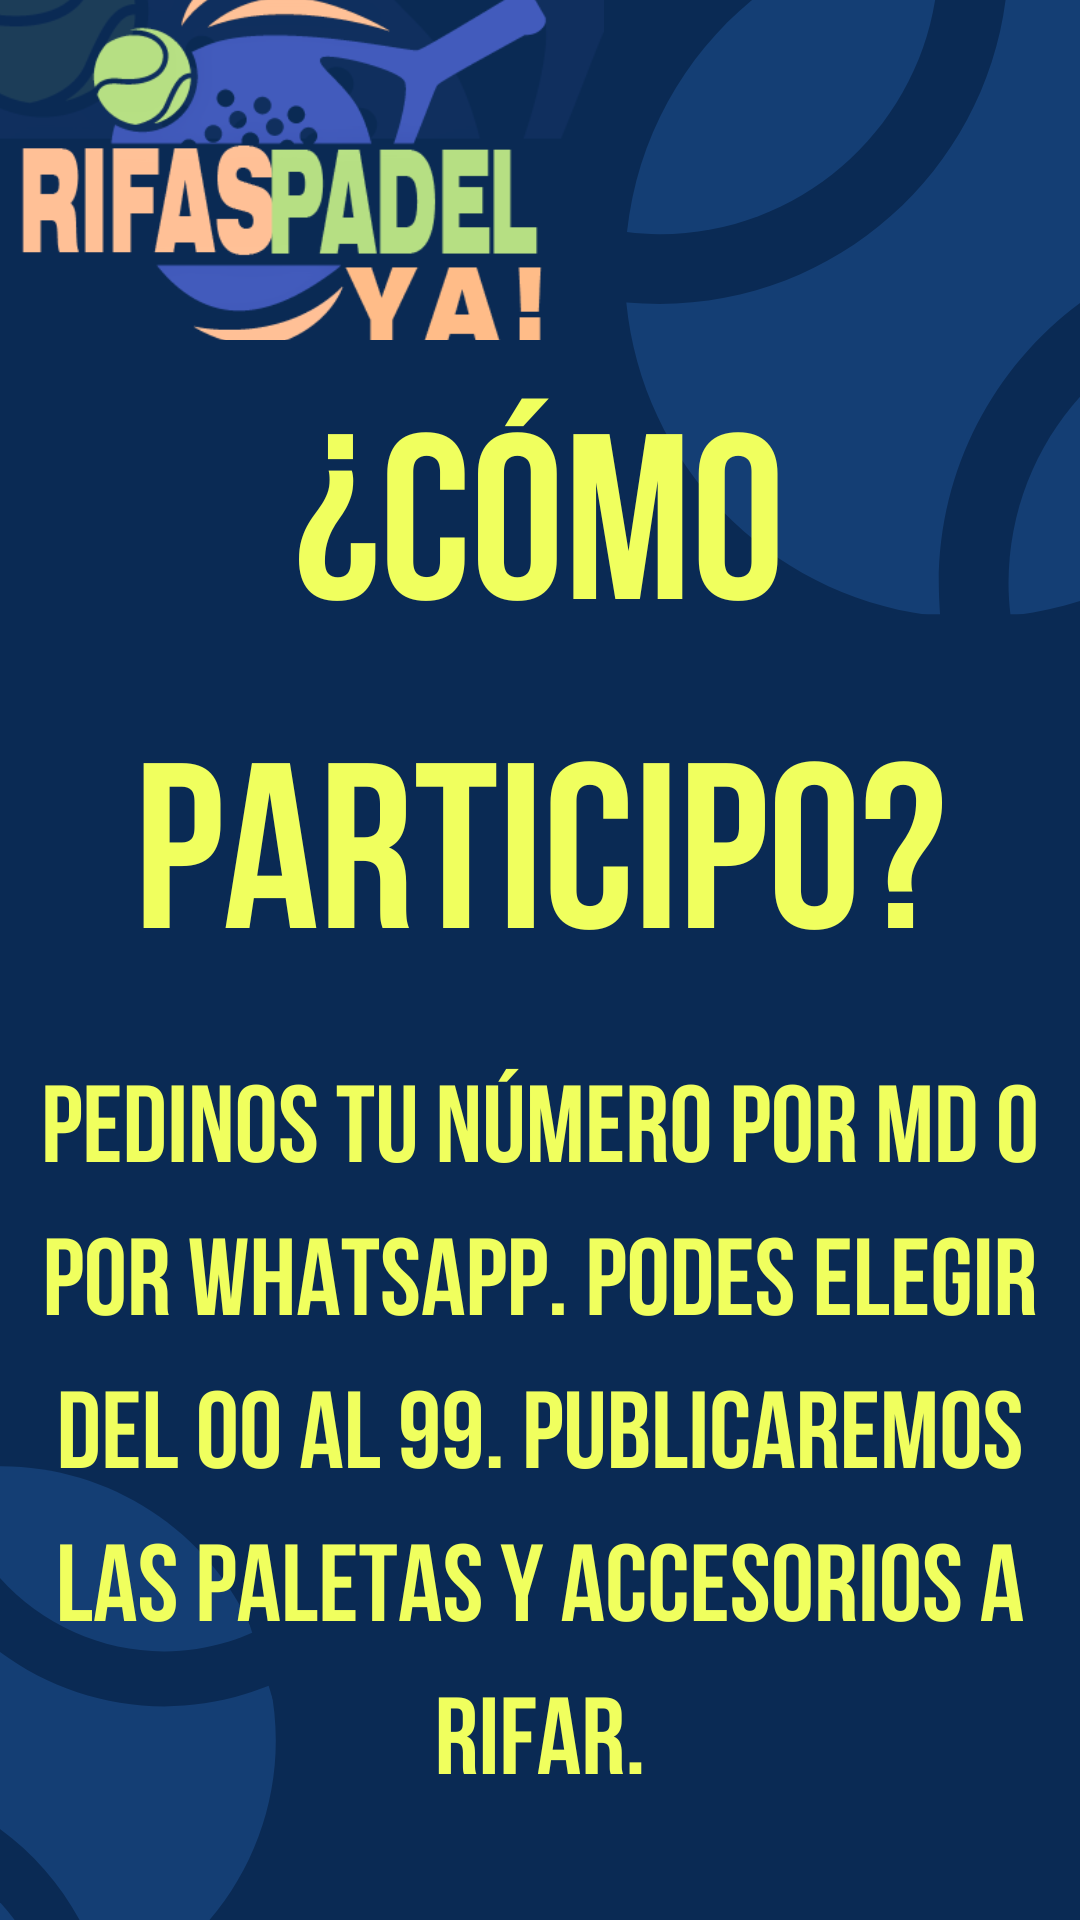 RIFASPADEL
YA!
¿CÓMO
PARTICIPO?
PEDINOS TU NÚMERO POR MD O
POR WHATSAPP. PODES ELEGIR
DEL 00 AL 99. PUBLICAREMOS
LAS PALETAS Y ACCESORIOS A
RIFAR.